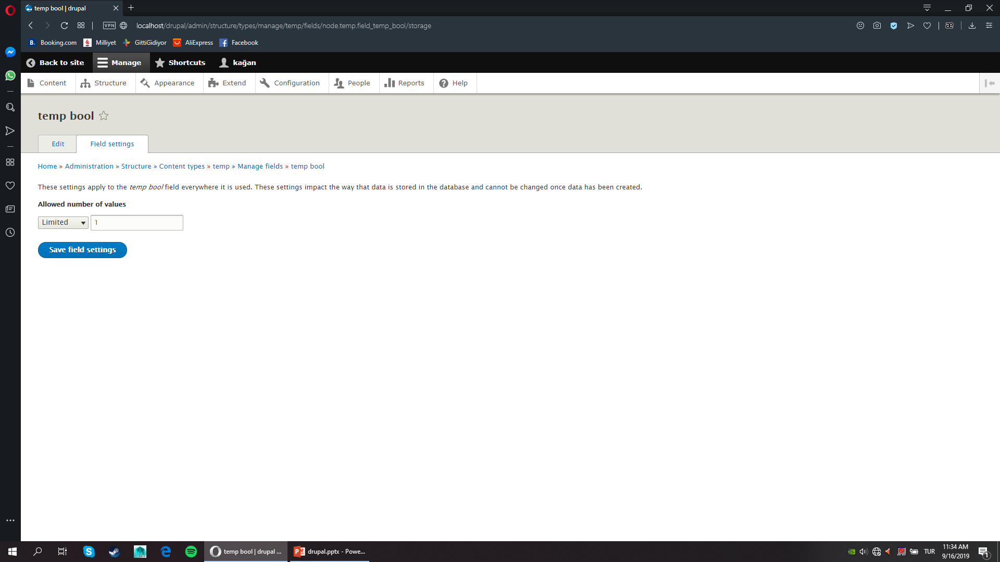 temp bool | drupal
VPN localhost/drupal/admin/structure/types/manage/temp/fields/node.temp.field_temp_bool/storage
B. Booking.com Milliyet GittiGidiyor AliExpress Facebook
Back to site Manage Shortcuts kağan
Content Structure Appearance Extend Configuration People Reports Help
temp bool
Edit Field settings
Home » Administration » Structure » Content types » temp » Manage fields » temp bool
These settings apply to the temp bool field everywhere it is used. These settings impact the way that data is stored in the database and cannot be changed once data has been created.
Allowed number of values
Limited 1
Save field settings
temp bool | drupal ... drupal.pptx - Powe... TUR 11:34 AM
9/16/2019 1